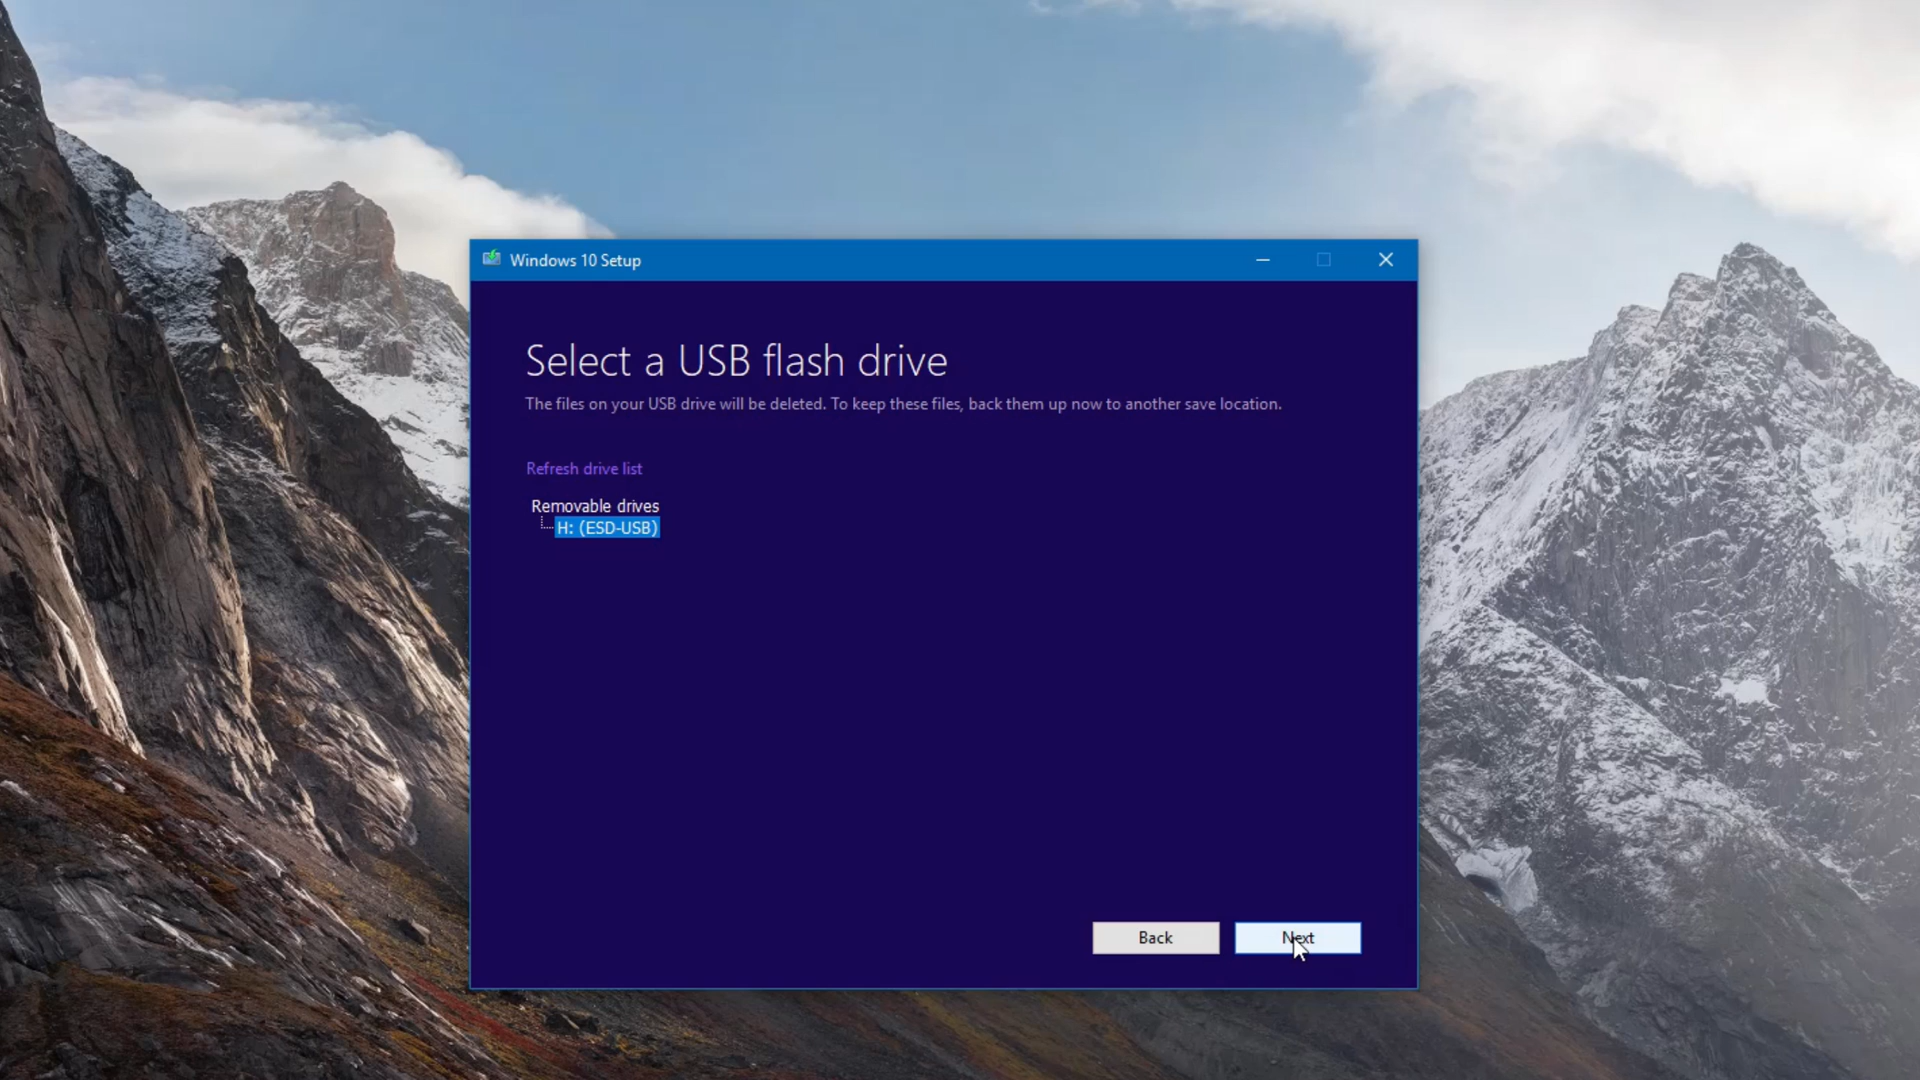 Windows 10 Setup
Select a USB flash drive
The files on your USB drive will be deleted. To keep these files, back them up now to another save location.
Refresh drive list
Removable drives
H: (ESD-USB)
Back
Next